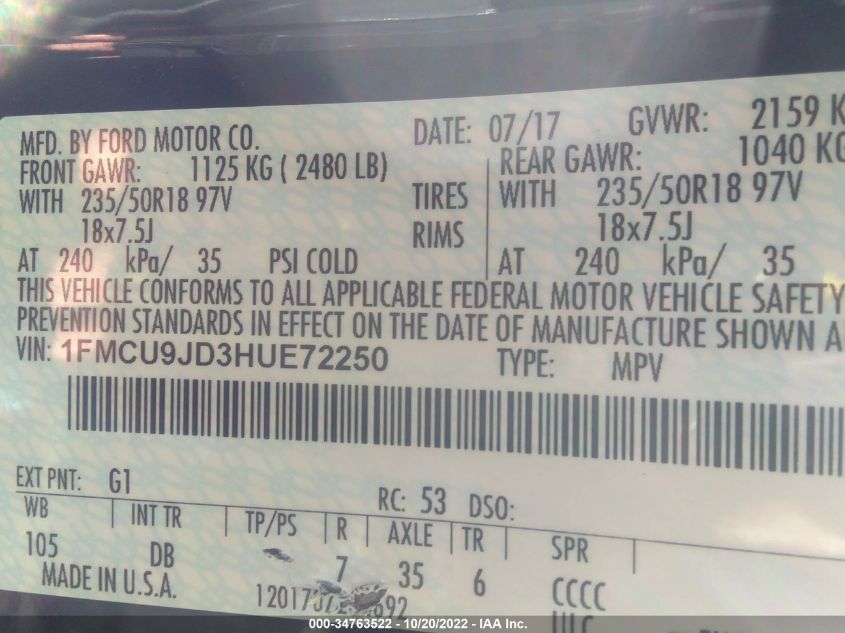 MFD. BY FORD MOTOR CO. DATE: 07/17 GVWR: 2159 K
FRONT GAWR: 1125 KG ( 2480 LB) REAR GAWR: 1040 KG
WITH 235/50R18 97V TIRES WITH 235/50R18 97V
18x7.5J RIMS 18x7.5J
AT 240 kPa/ 35 PSI COLD AT 240 kPa/ 35
THIS VEHICLE CONFORMS TO ALL APPLICABLE FEDERAL MOTOR VEHICLE SAFETY
PREVENTION STANDARDS IN EFFECT ON THE DATE OF MANUFACTURE SHOWN A
VIN: 1FMCU9JD3HUE72250 TYPE: MPV
EXT PNT: G1 RC: 53 DSO:
WB INT TR TP/PS R AXLE TR SPR
105 DB 7 35 6 CCCC
MADE IN U.S.A.
000-34763522 - 10/20/2022 - IAA Inc.